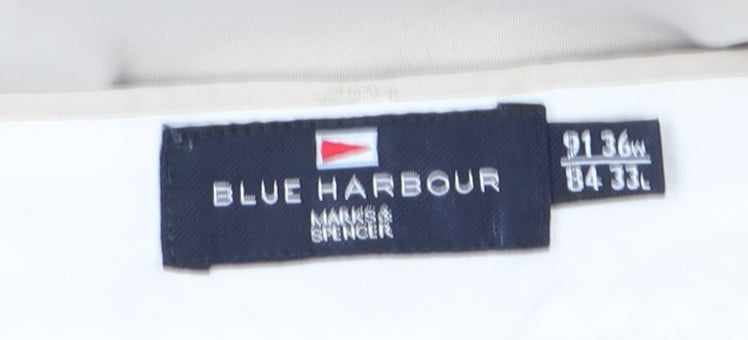 BLUE HARBOUR
MARKS &
SPENCER
91 36W
84 33L